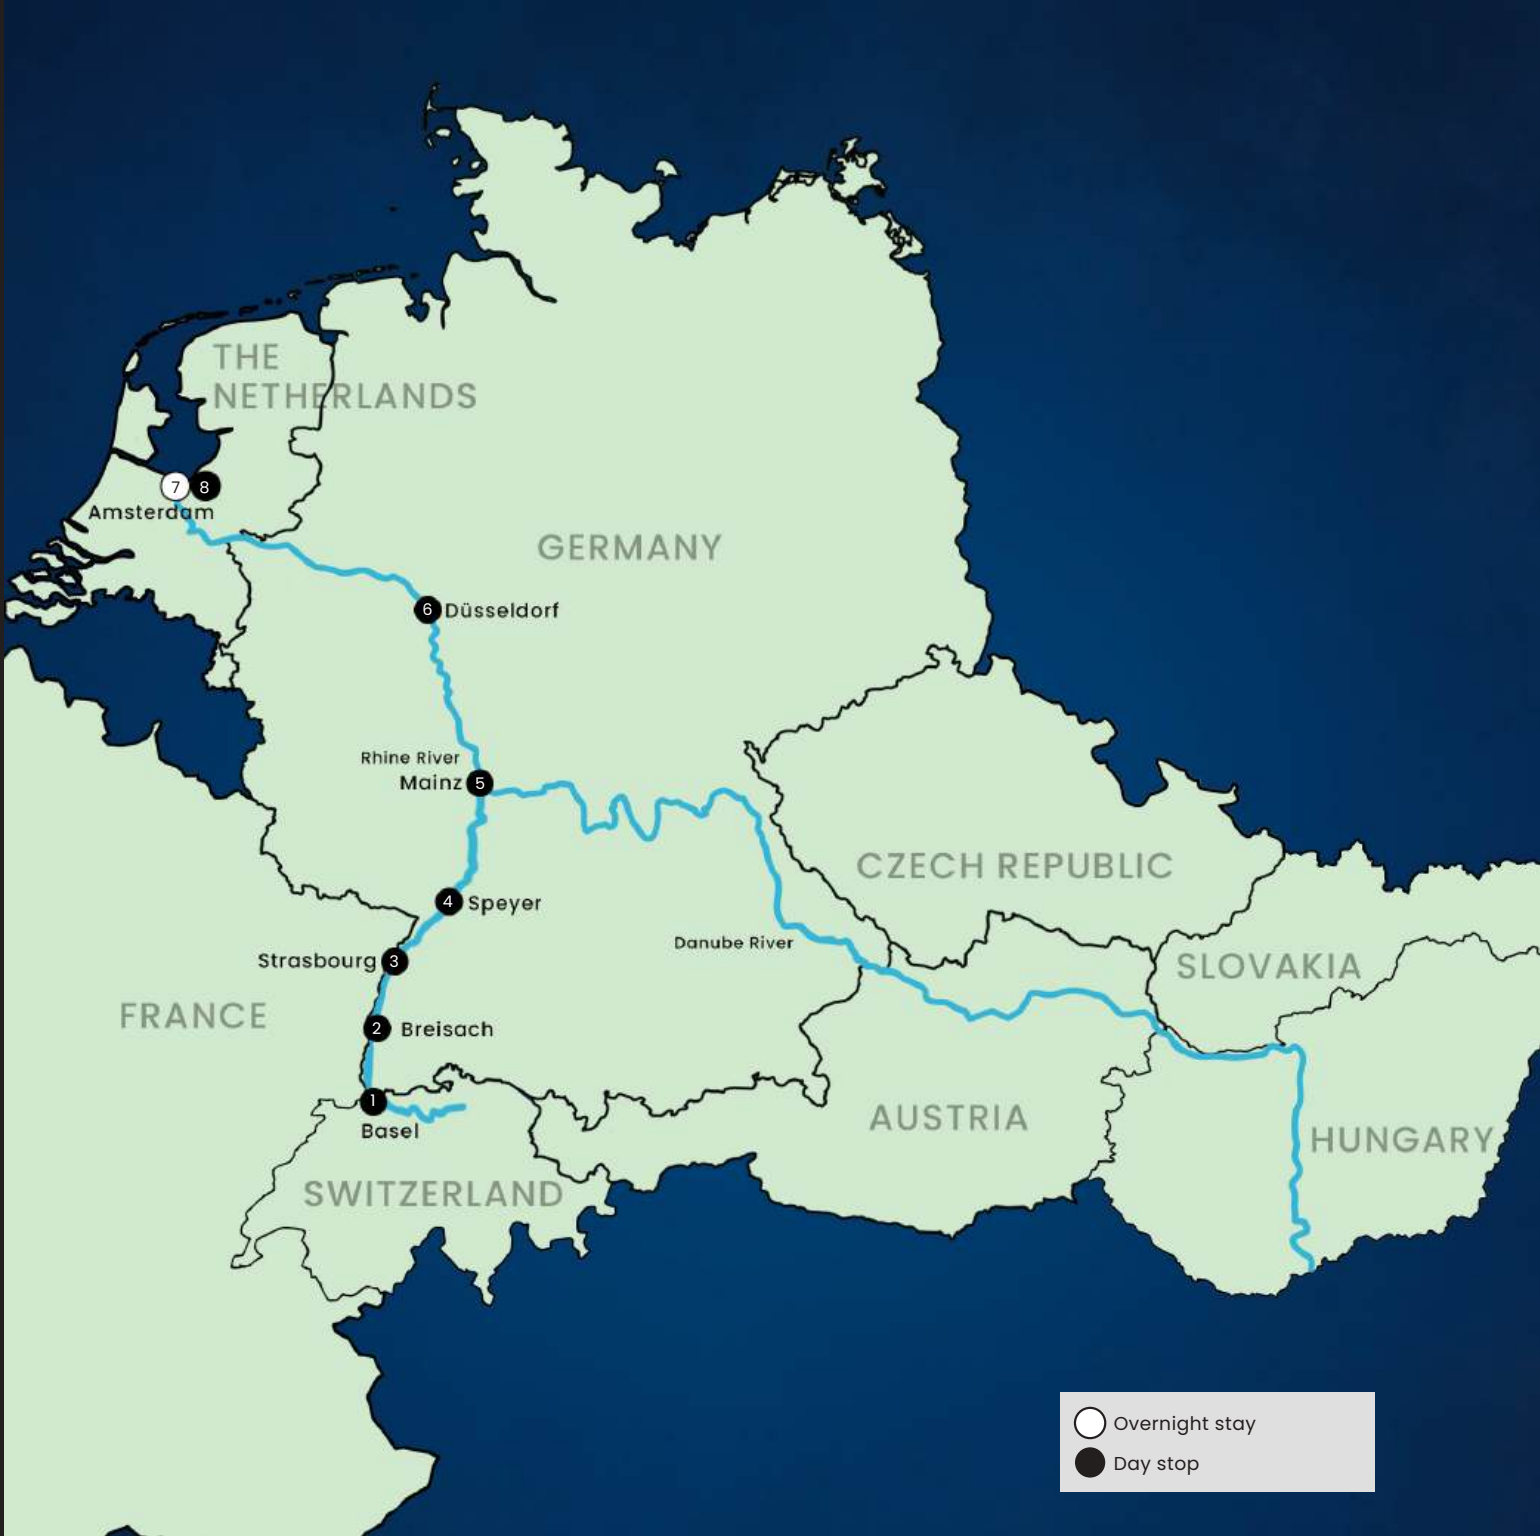 THE
NETHERLANDS
7 8
Amsterdam
GERMANY
6 Düsseldorf
Rhine River
Mainz 5
CZECH REPUBLIC
4 Speyer
Danube River
Strasbourg 3
SLOVAKIA
FRANCE
2 Breisach
1
Basel
AUSTRIA
HUNGARY
SWITZERLAND
Overnight stay
Day stop